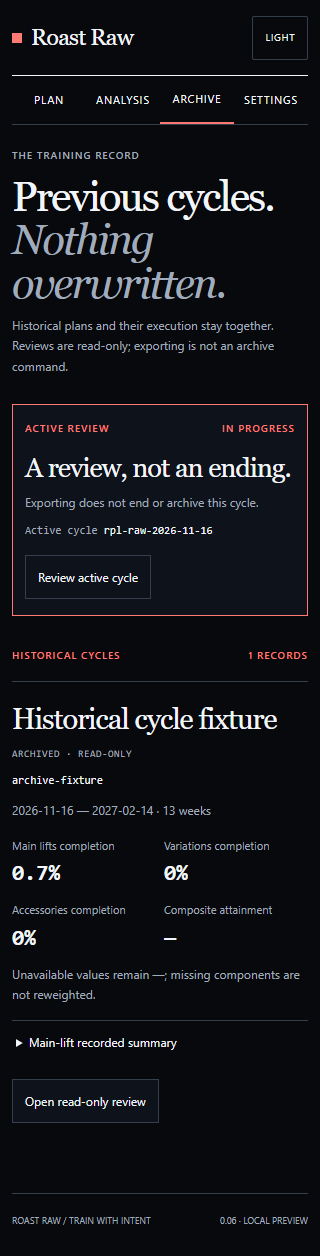 Roast Raw
LIGHT
PLAN ANALYSIS ARCHIVE SETTINGS
THE TRAINING RECORD
Previous cycles.
Nothing
overwritten.
Historical plans and their execution stay together.
Reviews are read-only; exporting is not an archive
command.
ACTIVE REVIEW IN PROGRESS
A review, not an ending.
Exporting does not end or archive this cycle.
Active cycle rpl-raw-2026-11-16
Review active cycle
HISTORICAL CYCLES 1 RECORDS
Historical cycle fixture
ARCHIVED · READ-ONLY
archive-fixture
2026-11-16 — 2027-02-14 · 13 weeks
Main lifts completion Variations completion
0.7% 0%
Accessories completion Composite attainment
0% —
Unavailable values remain —; missing components are
not reweighted.
▶ Main-lift recorded summary
Open read-only review
ROAST RAW / TRAIN WITH INTENT 0.06 · LOCAL PREVIEW